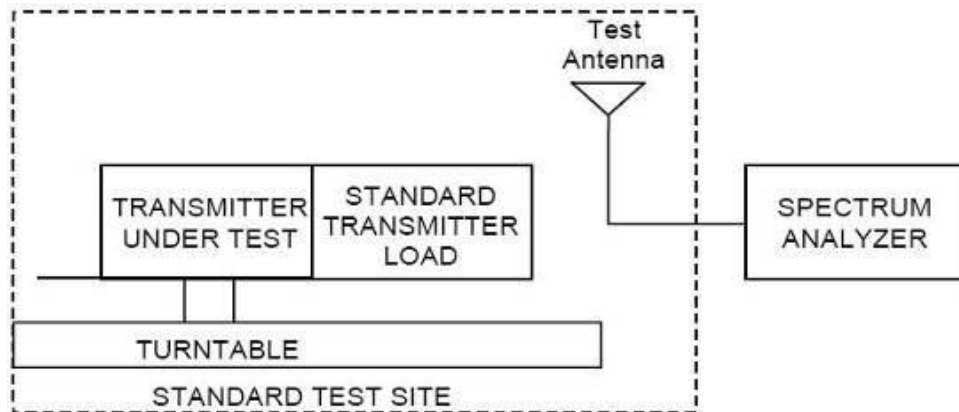 Test
Antenna
TRANSMITTER
UNDER TEST
STANDARD
TRANSMITTER
LOAD
SPECTRUM
ANALYZER
TURNTABLE
STANDARD TEST SITE